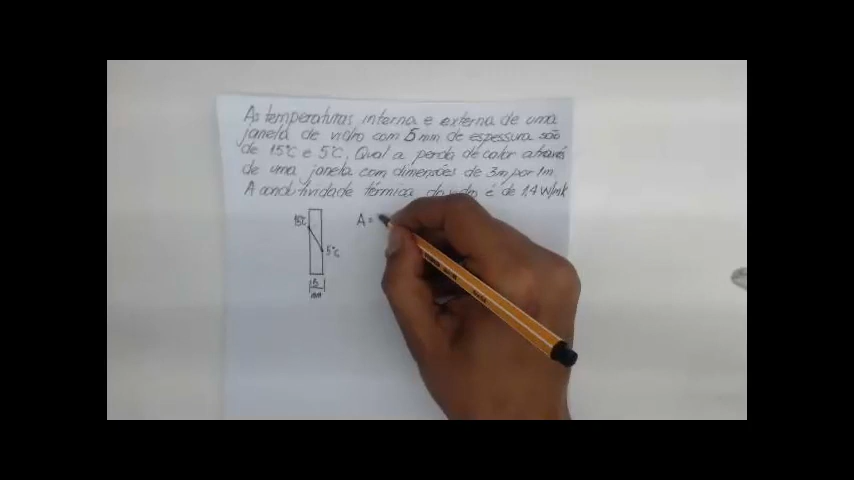 As temperaturas interna e externa de uma
janela de vidro com 5 mm de espessura são
de 15°C e 5°C. Qual a perda de calor através
de uma janela com dimensões de 3m por 1m.
A condutividade térmica do vidro é de 1,4 W/mk
15°C
A =
5°C
5
mm